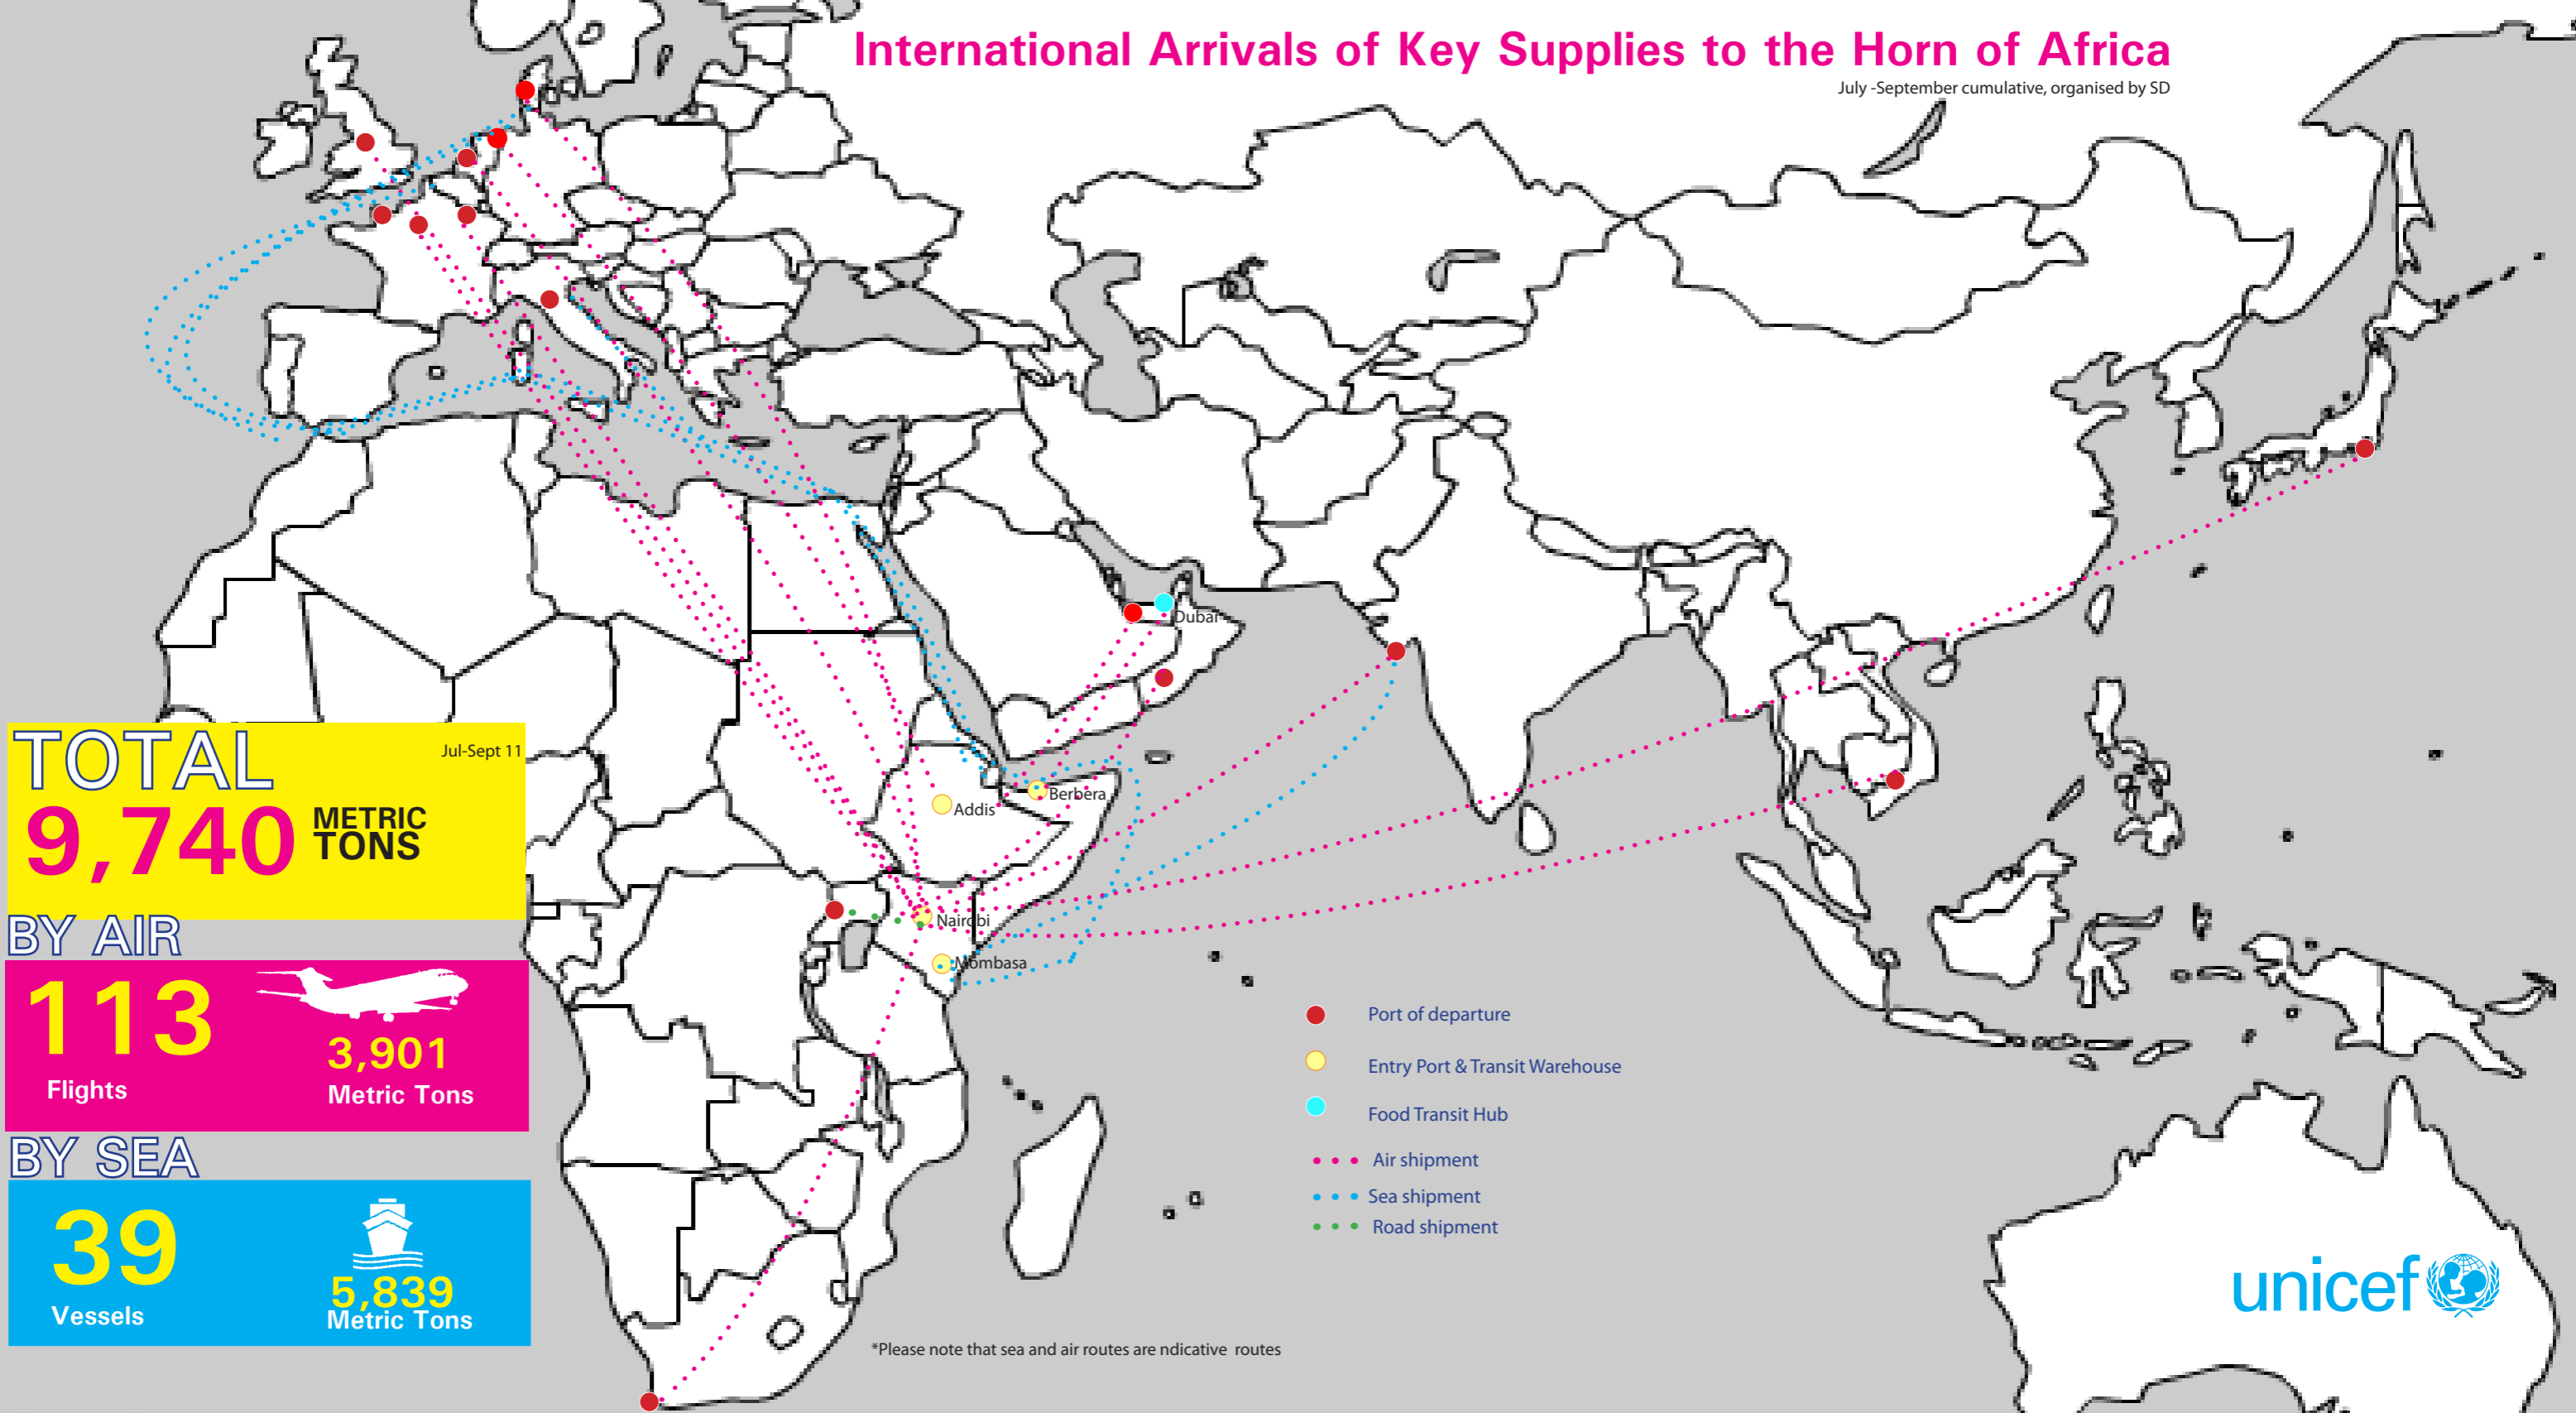 International Arrivals of Key Supplies to the Horn of Africa
July -September cumulative, organised by SD
Dubai
TOTAL
Jul-Sept 11
9,740 METRIC
TONS
BY AIR
113
Flights
3,901
Metric Tons
BY SEA
39
Vessels
5,839
Metric Tons
Berbera
Addis
Nairobi
Mombasa
Port of departure
Entry Port & Transit Warehouse
Food Transit Hub
Air shipment
Sea shipment
Road shipment
*Please note that sea and air routes are ndicative routes
unicef